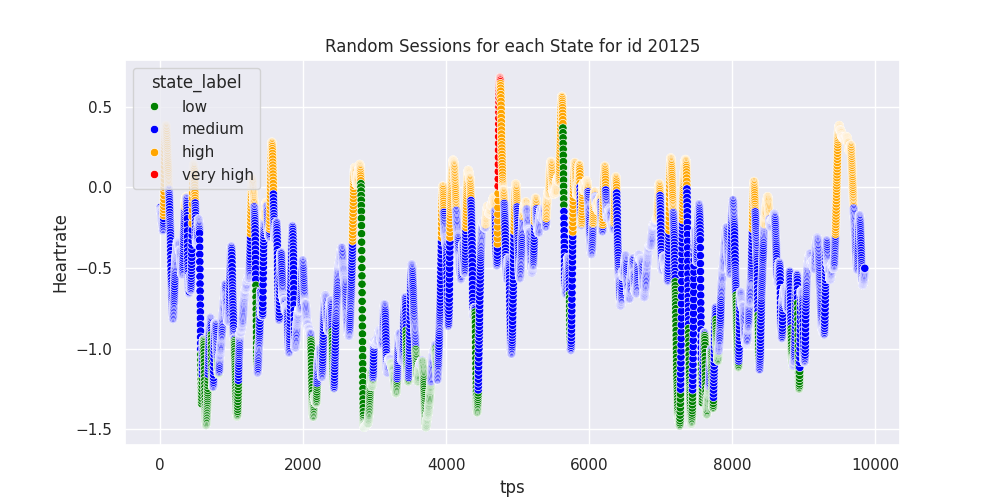 Random Sessions for each State for id 20125
state_label
low
medium
high
very high
Heartrate
0.5
0.0
−0.5
−1.0
−1.5
0
2000
4000
6000
8000
10000
tps